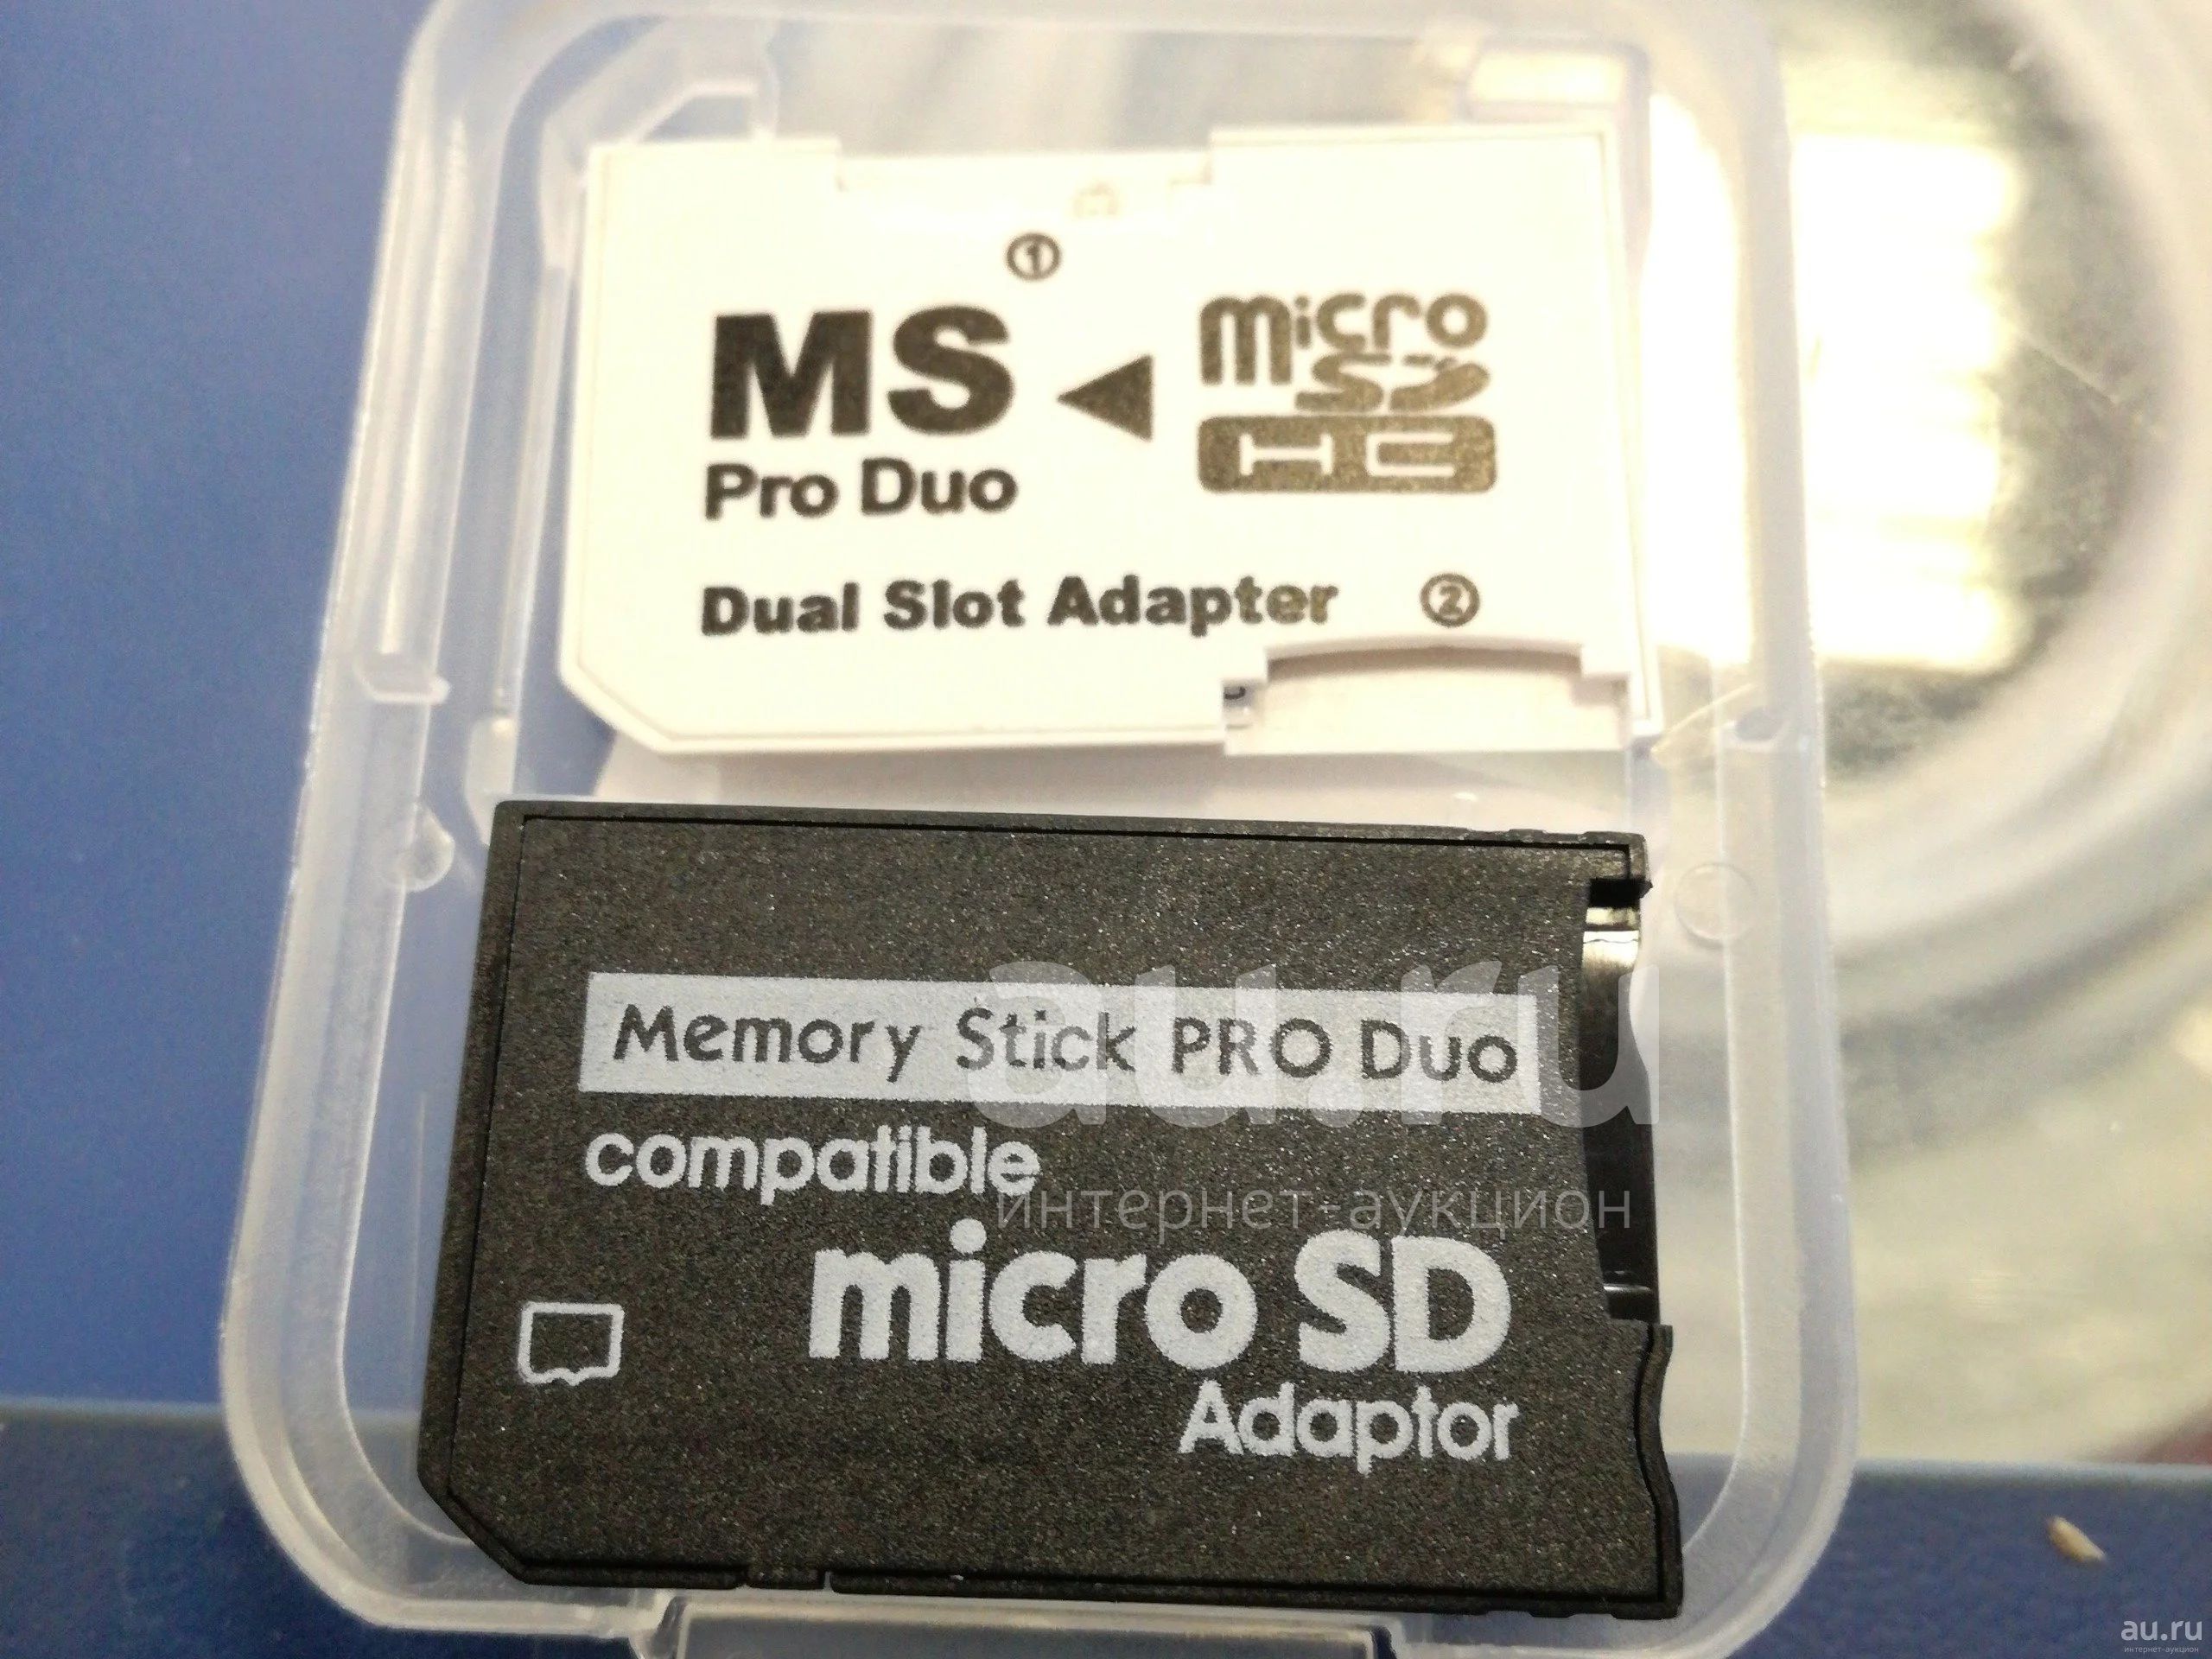 ①
MS
micro
SD
HC
Pro Duo
Dual Slot Adapter ②
Memory Stick PRO Duo
au.ru
compatible
интернет-аукцион
micro SD
Adaptor
au.ru
интернет-аукцион